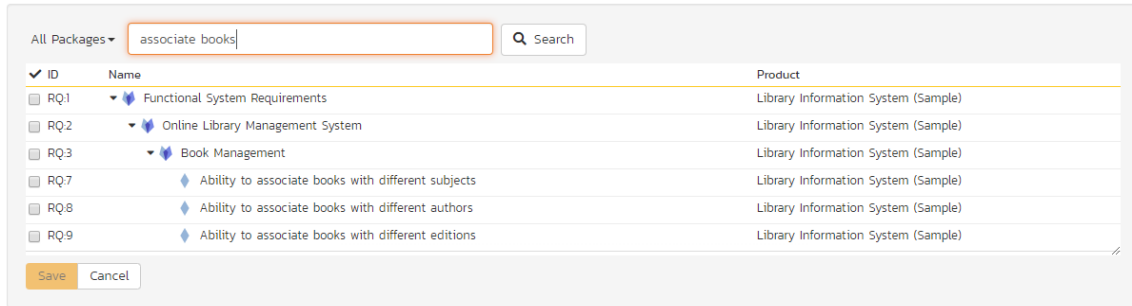 All Packages associate books Search
ID Name Product
RQ:1 Functional System Requirements Library Information System (Sample)
RQ:2 Online Library Management System Library Information System (Sample)
RQ:3 Book Management Library Information System (Sample)
RQ:7 Ability to associate books with different subjects Library Information System (Sample)
RQ:8 Ability to associate books with different authors Library Information System (Sample)
RQ:9 Ability to associate books with different editions Library Information System (Sample)
Save Cancel